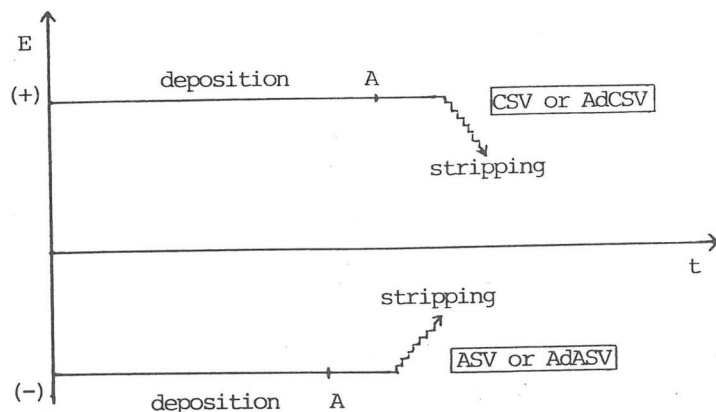 E
deposition A
(+)
CSV or AdCSV
stripping
t
stripping
ASV or AdASV
(-)
deposition A